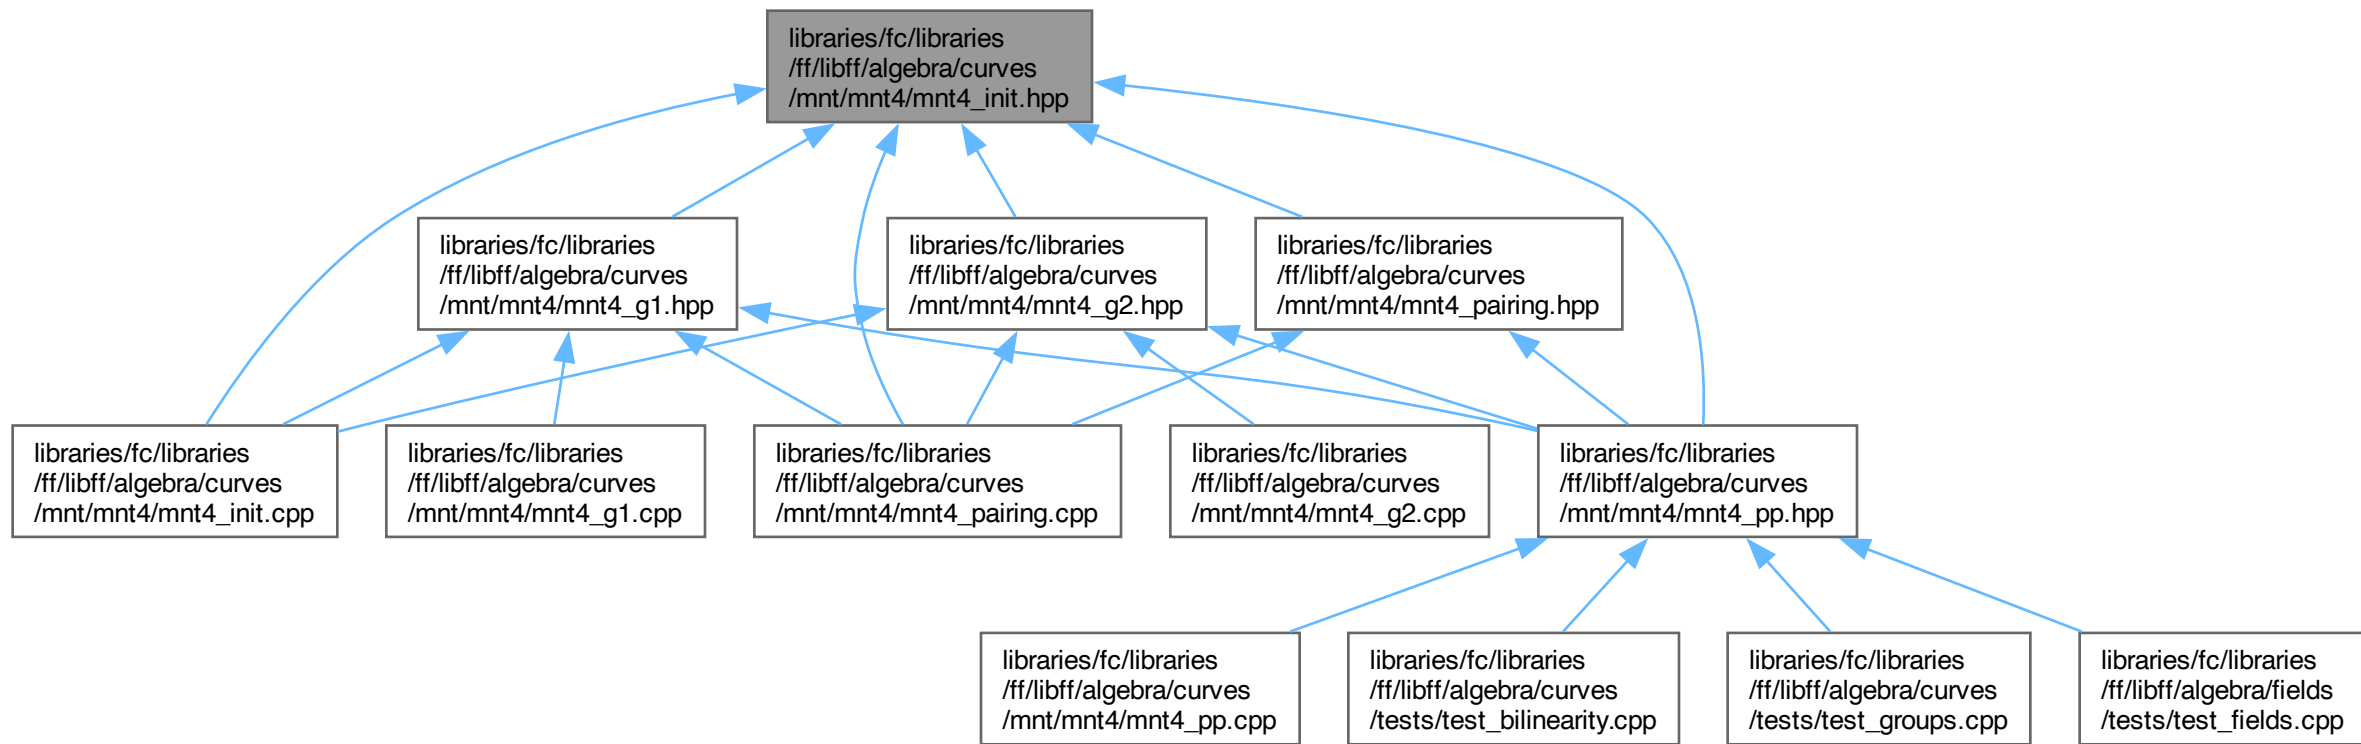 libraries/fc/libraries
/ff/libff/algebra/curves
/mnt/mnt4/mnt4_init.hpp
libraries/fc/libraries
/ff/libff/algebra/curves
/mnt/mnt4/mnt4_g1.hpp
libraries/fc/libraries
/ff/libff/algebra/curves
/mnt/mnt4/mnt4_g2.hpp
libraries/fc/libraries
/ff/libff/algebra/curves
/mnt/mnt4/mnt4_pairing.hpp
libraries/fc/libraries
/ff/libff/algebra/curves
/mnt/mnt4/mnt4_init.cpp
libraries/fc/libraries
/ff/libff/algebra/curves
/mnt/mnt4/mnt4_g1.cpp
libraries/fc/libraries
/ff/libff/algebra/curves
/mnt/mnt4/mnt4_pairing.cpp
libraries/fc/libraries
/ff/libff/algebra/curves
/mnt/mnt4/mnt4_g2.cpp
libraries/fc/libraries
/ff/libff/algebra/curves
/mnt/mnt4/mnt4_pp.hpp
libraries/fc/libraries
/ff/libff/algebra/curves
/mnt/mnt4/mnt4_pp.cpp
libraries/fc/libraries
/ff/libff/algebra/curves
/tests/test_bilinearity.cpp
libraries/fc/libraries
/ff/libff/algebra/curves
/tests/test_groups.cpp
libraries/fc/libraries
/ff/libff/algebra/fields
/tests/test_fields.cpp